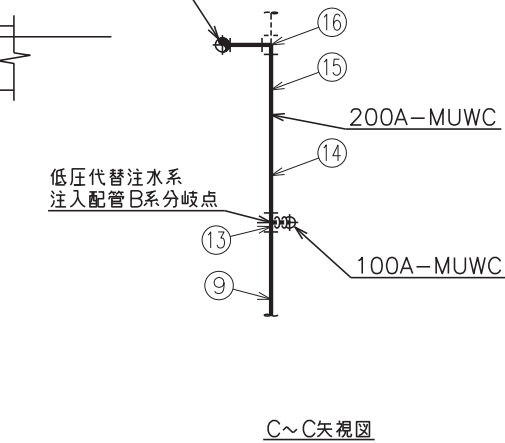 ⑯
⑮
200A-MUWC
⑭
低圧代替注水系
注入配管B系分岐点
⑬
100A-MUWC
⑨
C～C矢視図